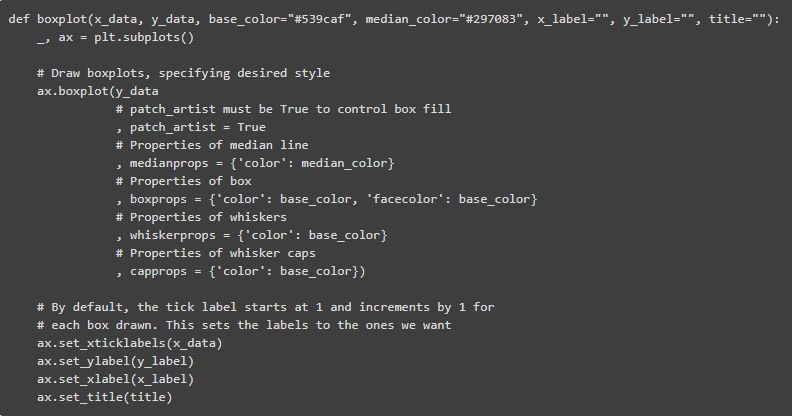 def boxplot(x_data, y_data, base_color="#539caf", median_color="#297083", x_label="", y_label="", title=""):
    _, ax = plt.subplots()

    # Draw boxplots, specifying desired style
    ax.boxplot(y_data
               # patch_artist must be True to control box fill
               , patch_artist = True
               # Properties of median line
               , medianprops = {'color': median_color}
               # Properties of box
               , boxprops = {'color': base_color, 'facecolor': base_color}
               # Properties of whiskers
               , whiskerprops = {'color': base_color}
               # Properties of whisker caps
               , capprops = {'color': base_color})

    # By default, the tick label starts at 1 and increments by 1 for
    # each box drawn. This sets the labels to the ones we want
    ax.set_xticklabels(x_data)
    ax.set_ylabel(y_label)
    ax.set_xlabel(x_label)
    ax.set_title(title)